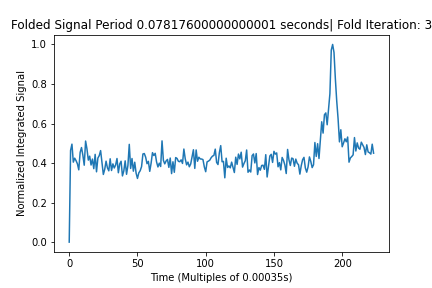 Folded Signal Period 0.07817600000000001 seconds| Fold Iteration: 3
Normalized Integrated Signal
1.0
0.8
0.6
0.4
0.2
0.0
0 50 100 150 200
Time (Multiples of 0.00035s)